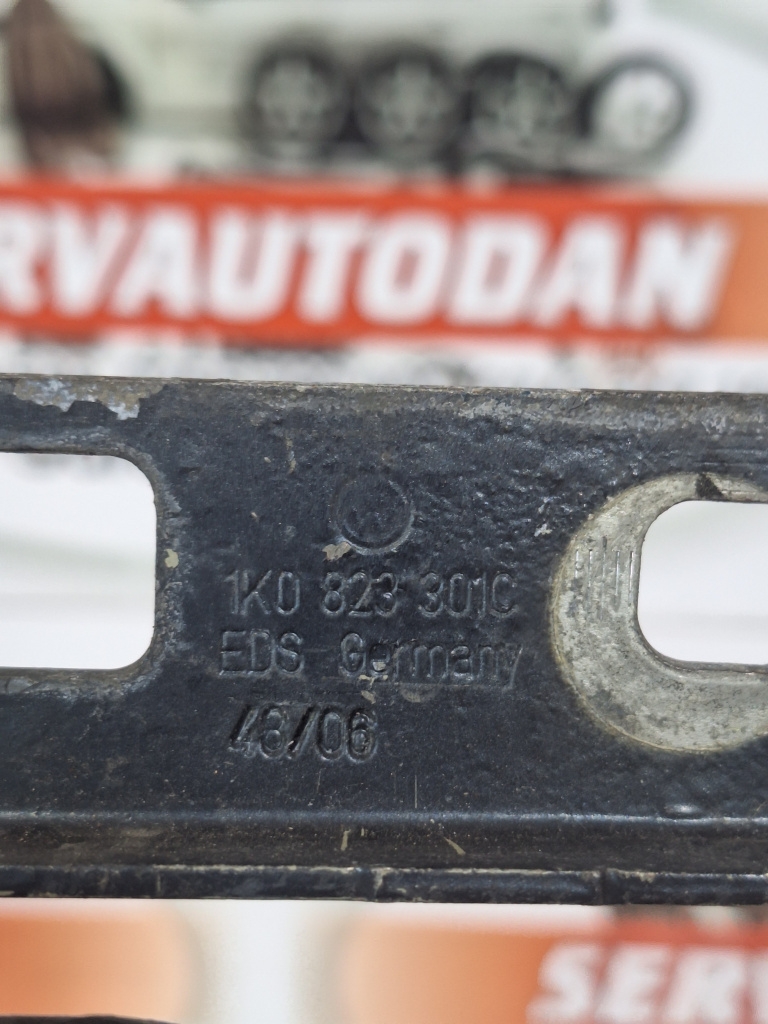 RVAUTODAN
1K0 823 301C
EDS Germany
48/06
SERV